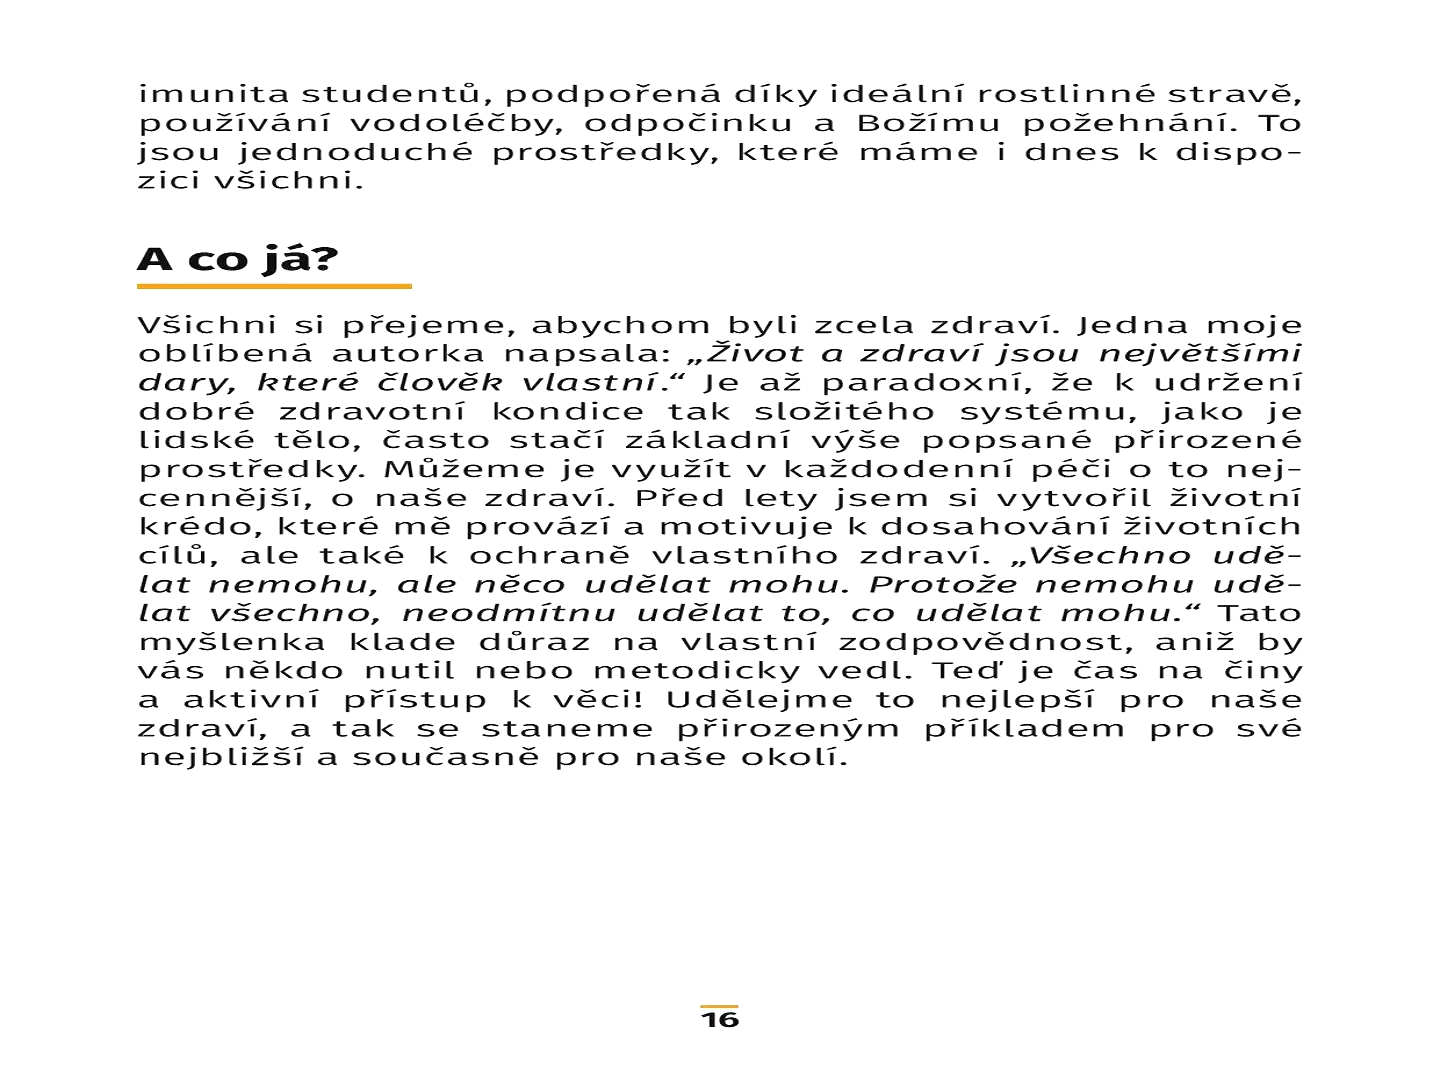 imunita studentů, podpořená díky ideální rostlinné stravě,
používání vodoléčby, odpočinku a Božímu požehnání. To
jsou jednoduché prostředky, které máme i dnes k dispo-
zici všichni.
A co já?
Všichni si přejeme, abychom byli zcela zdraví. Jedna moje
oblíbená autorka napsala: „Život a zdraví jsou největšími
dary, které člověk vlastní.“ Je až paradoxní, že k udržení
dobré zdravotní kondice tak složitého systému, jako je
lidské tělo, často stačí základní výše popsané přirozené
prostředky. Můžeme je využít v každodenní péči o to nej-
cennější, o naše zdraví. Před lety jsem si vytvořil životní
krédo, které mě provází a motivuje k dosahování životních
cílů, ale také k ochraně vlastního zdraví. „Všechno udě-
lat nemohu, ale něco udělat mohu. Protože nemohu udě-
lat všechno, neodmítnu udělat to, co udělat mohu.“ Tato
myšlenka klade důraz na vlastní zodpovědnost, aniž by
vás někdo nutil nebo metodicky vedl. Teď je čas na činy
a aktivní přístup k věci! Udělejme to nejlepší pro naše
zdraví, a tak se staneme přirozeným příkladem pro své
nejbližší a současně pro naše okolí.
16